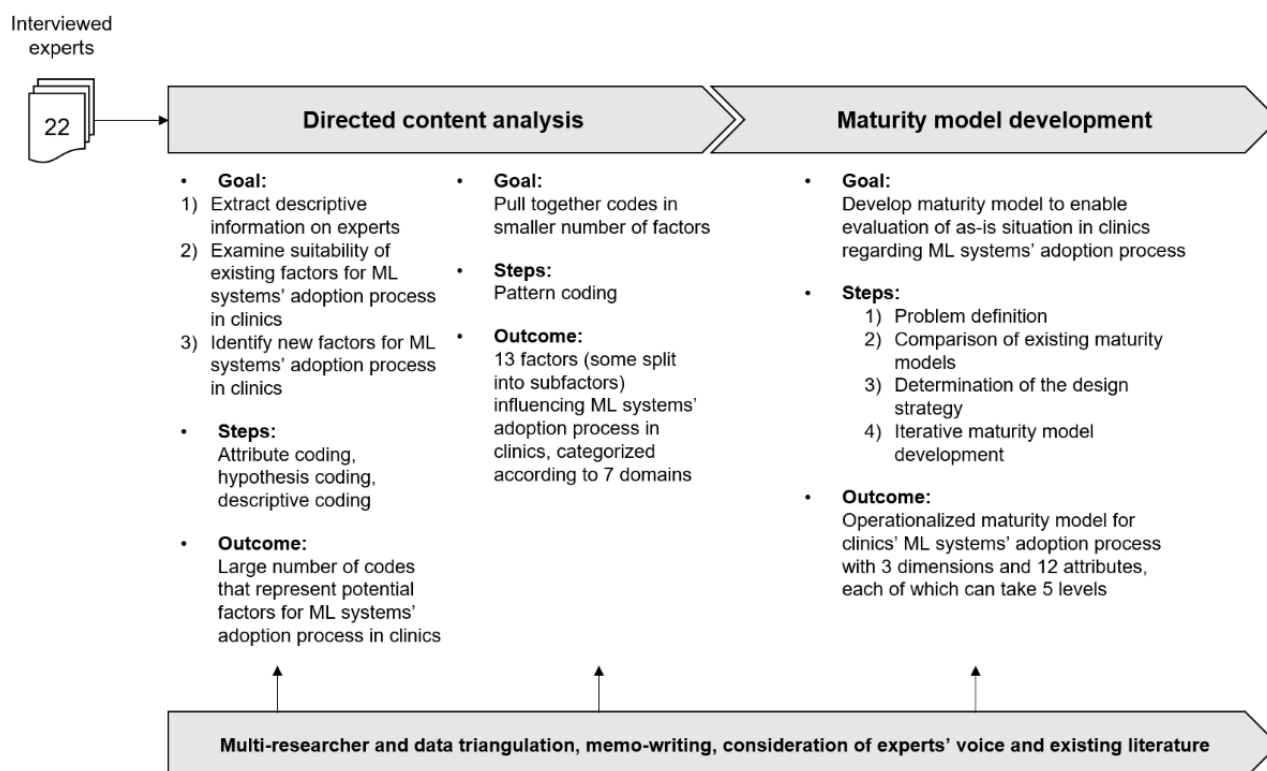 Interviewed
experts
22
Directed content analysis
Maturity model development
• Goal:
1) Extract descriptive
information on experts
2) Examine suitability of
existing factors for ML
systems’ adoption process
in clinics
3) Identify new factors for ML
systems’ adoption process
in clinics
• Steps:
Attribute coding,
hypothesis coding,
descriptive coding
• Outcome:
Large number of codes
that represent potential
factors for ML systems’
adoption process in clinics
• Goal:
Pull together codes in
smaller number of factors
• Steps:
Pattern coding
• Outcome:
13 factors (some split
into subfactors)
influencing ML systems’
adoption process in
clinics, categorized
according to 7 domains
• Goal:
Develop maturity model to enable
evaluation of as-is situation in clinics
regarding ML systems’ adoption process
• Steps:
1) Problem definition
2) Comparison of existing maturity
models
3) Determination of the design
strategy
4) Iterative maturity model
development
• Outcome:
Operationalized maturity model for
clinics’ ML systems’ adoption process
with 3 dimensions and 12 attributes,
each of which can take 5 levels
Multi-researcher and data triangulation, memo-writing, consideration of experts’ voice and existing literature